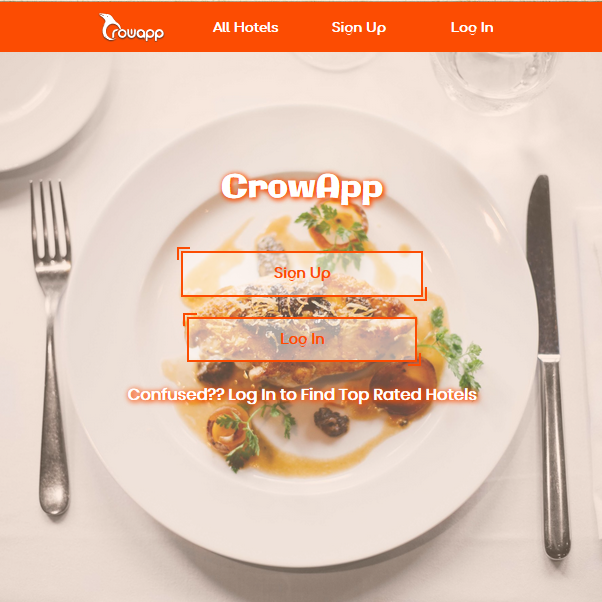 Crowapp
All Hotels
Sign Up
Log In
CrowApp
Sign Up
Log In
Confused?? Log In to Find Top Rated Hotels